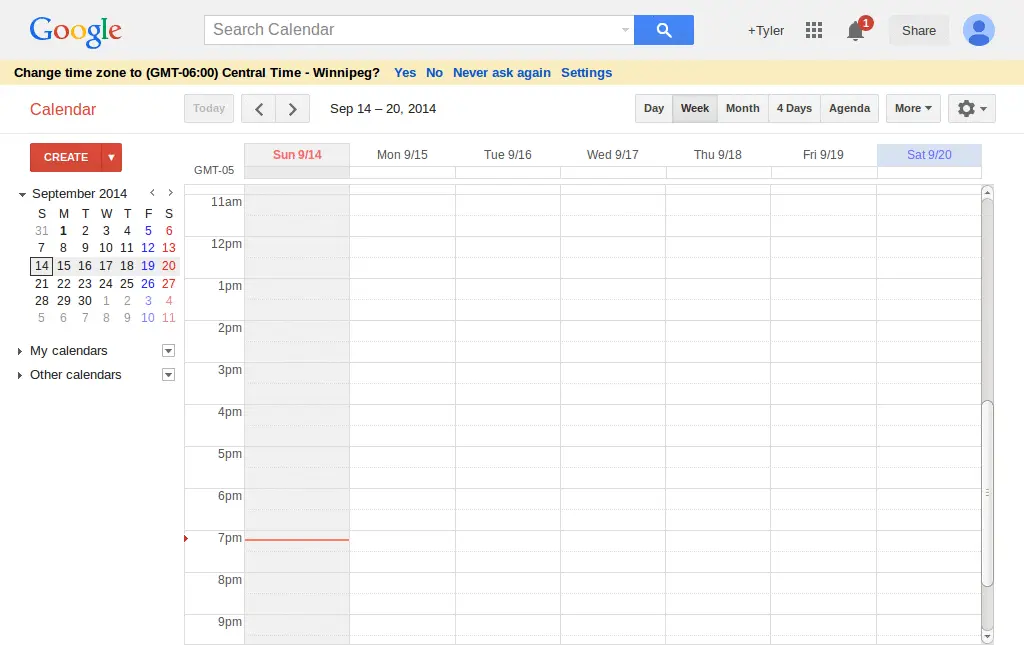 Google
Search Calendar
+Tyler
1
Share
Change time zone to (GMT-06:00) Central Time - Winnipeg? Yes No Never ask again Settings
Calendar
Today
Sep 14 – 20, 2014
Day Week Month 4 Days Agenda
More
CREATE
September 2014
S M T W T F S
31 1 2 3 4 5 6
7 8 9 10 11 12 13
14 15 16 17 18 19 20
21 22 23 24 25 26 27
28 29 30 1 2 3 4
5 6 7 8 9 10 11
My calendars
Other calendars
GMT-05
Sun 9/14 Mon 9/15 Tue 9/16 Wed 9/17 Thu 9/18 Fri 9/19 Sat 9/20
11am
12pm
1pm
2pm
3pm
4pm
5pm
6pm
7pm
8pm
9pm